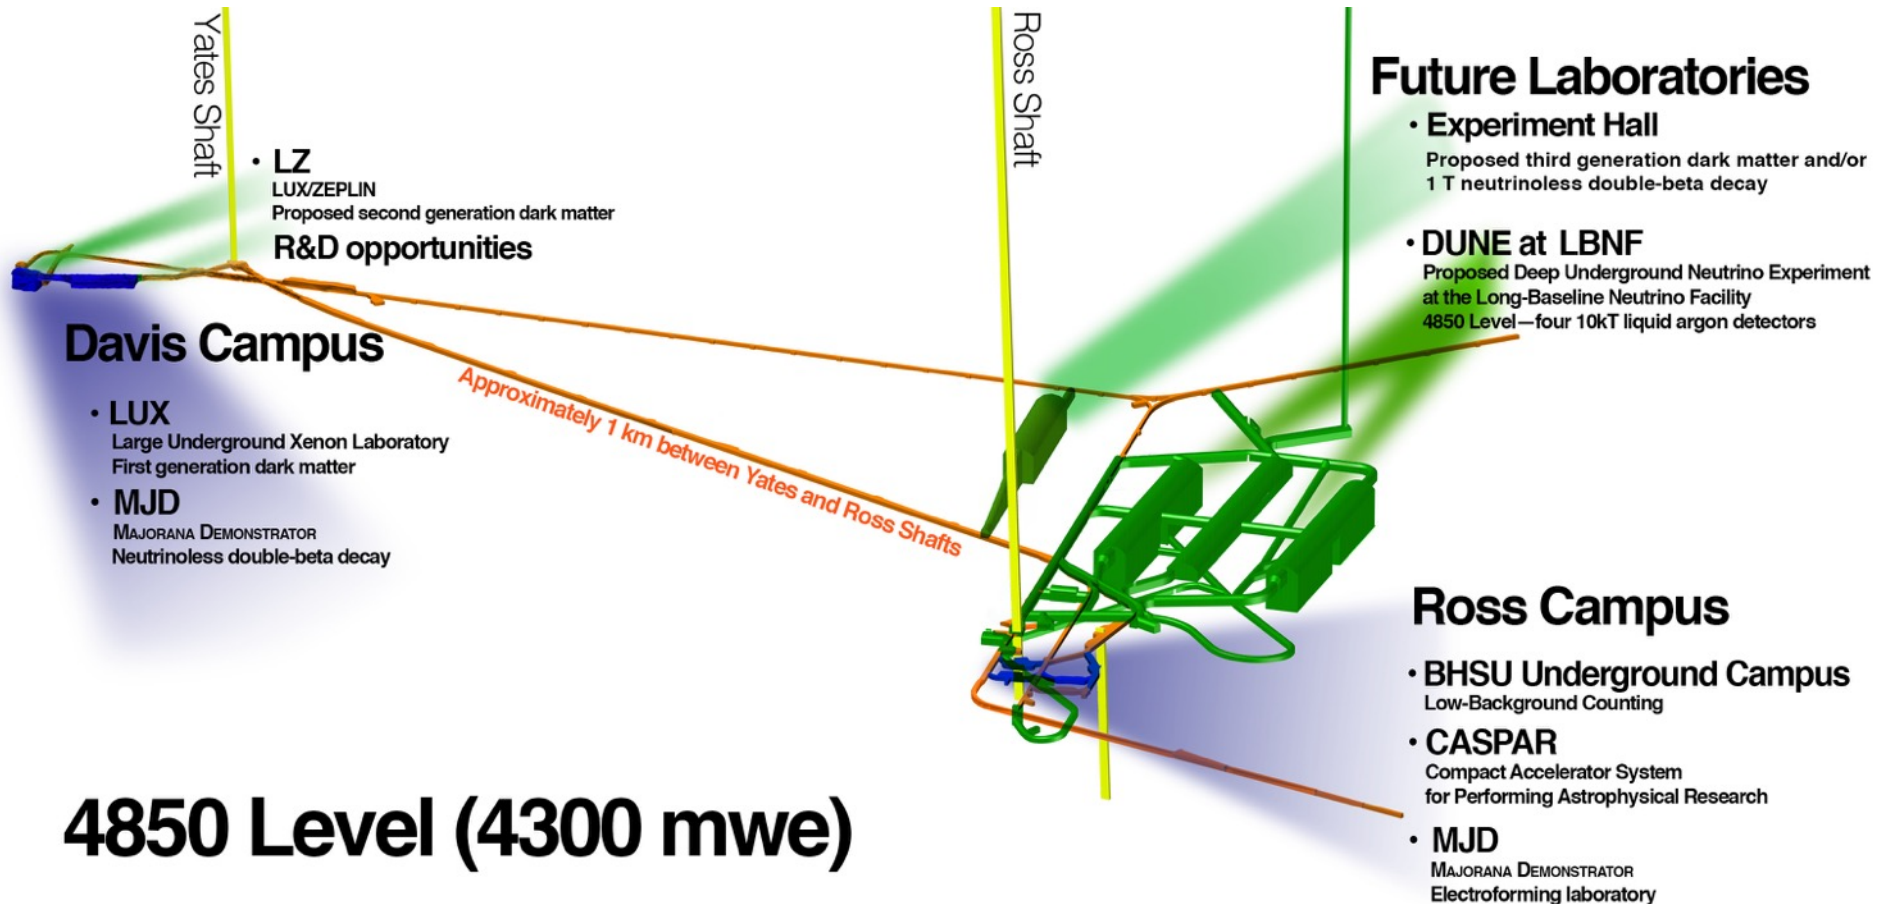 Yates Shaft
• LZ
LUX/ZEPLIN
Proposed second generation dark matter
R&D opportunities
Davis Campus
• LUX
Large Underground Xenon Laboratory
First generation dark matter
• MJD
MAJORANA DEMONSTRATOR
Neutrinoless double-beta decay
Approximately 1 km between Yates and Ross Shafts
Ross Shaft
Future Laboratories
• Experiment Hall
Proposed third generation dark matter and/or
1 T neutrinoless double-beta decay
• DUNE at LBNF
Proposed Deep Underground Neutrino Experiment
at the Long-Baseline Neutrino Facility
4850 Level—four 10kT liquid argon detectors
Ross Campus
• BHSU Underground Campus
Low-Background Counting
• CASPAR
Compact Accelerator System
for Performing Astrophysical Research
• MJD
MAJORANA DEMONSTRATOR
Electroforming laboratory
4850 Level (4300 mwe)